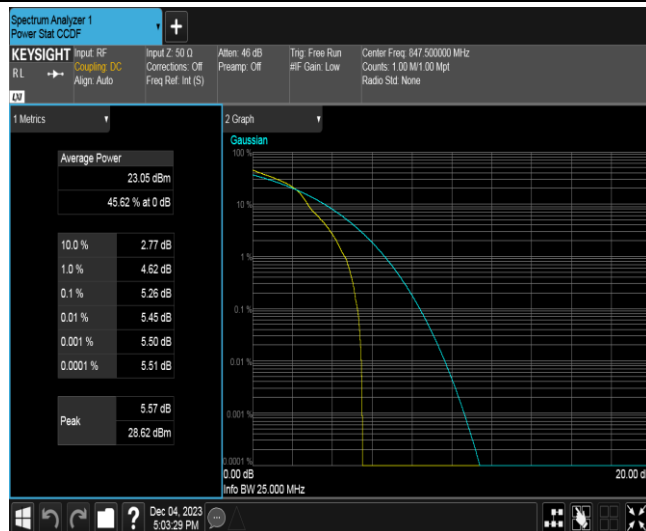 Spectrum Analyzer 1
Power Stat CCDF
+
KEYSIGHT
RL
Input: RF
Coupling: DC
Align: Auto
Input Z: 50 Ω
Corrections: Off
Freq Ref: Int (S)
Atten: 46 dB
Preamp: Off
Trig: Free Run
#IF Gain: Low
Center Freq: 847.500000 MHz
Counts: 1.00 M/1.00 Mpt
Radio Std: None
LXI
1 Metrics
Average Power
23.05 dBm
45.62 % at 0 dB
10.0 % 2.77 dB
1.0 % 4.62 dB
0.1 % 5.26 dB
0.01 % 5.45 dB
0.001 % 5.50 dB
0.0001 % 5.51 dB
Peak
5.57 dB
28.62 dBm
2 Graph
Gaussian
100 %
10 %
1 %
0.1 %
0.01 %
0.001 %
0.0001 %
0.00 dB
20.00 d
Info BW 25.000 MHz
?
Dec 04, 2023
5:03:29 PM